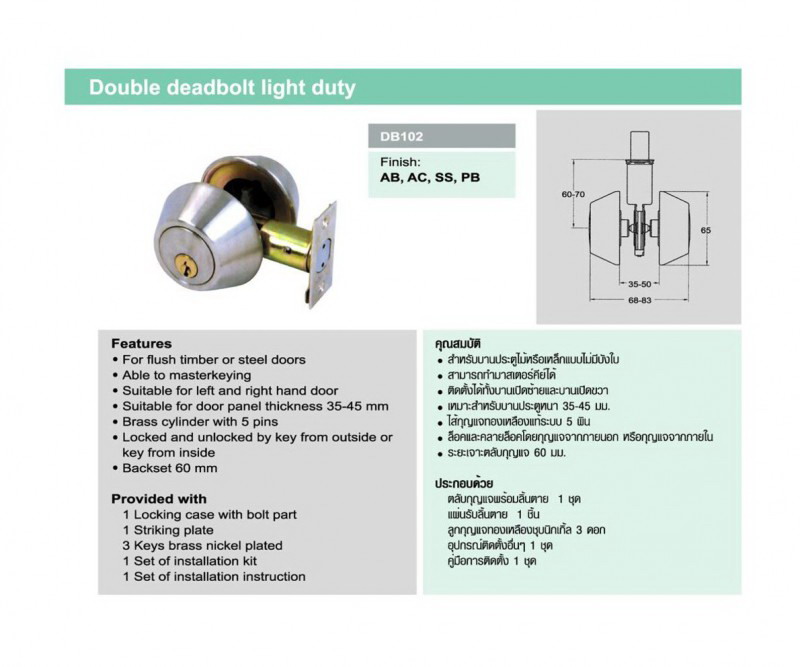 Double deadbolt light duty
DB102
Finish:
AB, AC, SS, PB
60-70
65
35-50
68-83
Features
• For flush timber or steel doors
• Able to masterkeying
• Suitable for left and right hand door
• Suitable for door panel thickness 35-45 mm
• Brass cylinder with 5 pins
• Locked and unlocked by key from outside or
key from inside
• Backset 60 mm
Provided with
1 Locking case with bolt part
1 Striking plate
3 Keys brass nickel plated
1 Set of installation kit
1 Set of installation instruction
คุณสมบัติ
• สำหรับบานประตูไม้หรือเหล็กแบบไม่มีบังใบ
• สามารถทำมาสเตอร์คีย์ได้
• ติดตั้งได้ทั้งบานเปิดซ้ายและบานเปิดขวา
• เหมาะสำหรับบานประตูหนา 35-45 มม.
• ไส้กุญแจทองเหลืองแท้ระบบ 5 พิน
• ล็อคและคลายล็อคโดยกุญแจจากภายนอก หรือกุญแจจากภายใน
• ระยะเจาะตลับกุญแจ 60 มม.
ประกอบด้วย
ตลับกุญแจพร้อมลิ้นตาย 1 ชุด
แผ่นรับลิ้นตาย 1 ชิ้น
ลูกกุญแจทองเหลืองชุบนิกเกิ้ล 3 ดอก
อุปกรณ์ติดตั้งอื่นๆ 1 ชุด
คู่มือการติดตั้ง 1 ชุด